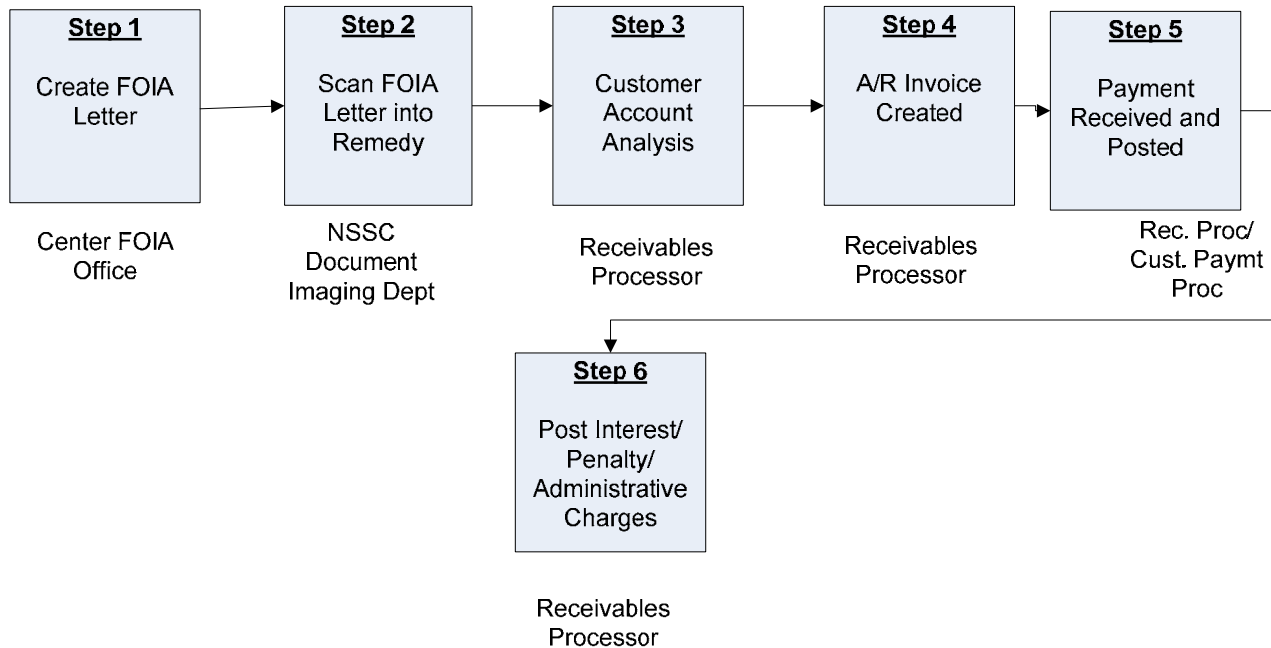 Step 1
Create FOIA
Letter
Center FOIA
Office
Step 2
Scan FOIA
Letter into
Remedy
NSSC
Document
Imaging Dept
Step 3
Customer
Account
Analysis
Receivables
Processor
Step 4
A/R Invoice
Created
Receivables
Processor
Step 5
Payment
Received and
Posted
Rec. Proc/
Cust. Paymt
Proc
Step 6
Post Interest/
Penalty/
Administrative
Charges
Receivables
Processor